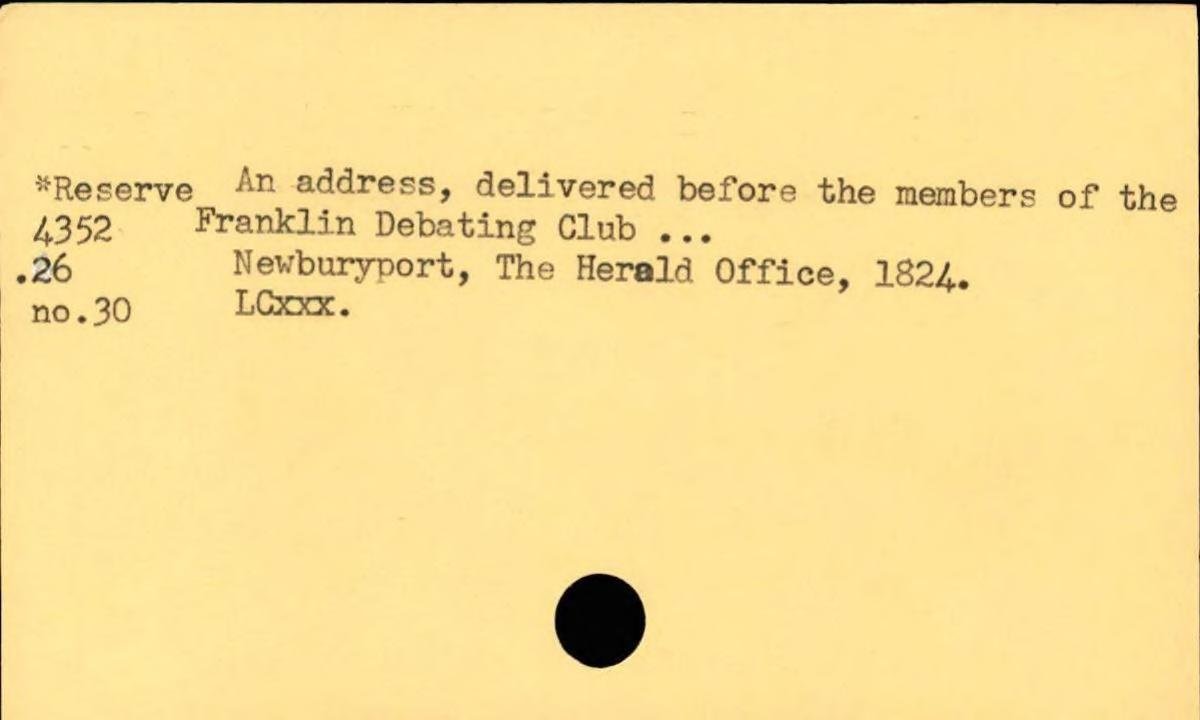 *Reserve An address, delivered before the members of the
4352 Franklin Debating Club ...
.26 Newburyport, The Herald Office, 1824.
no.30 LCxxx.